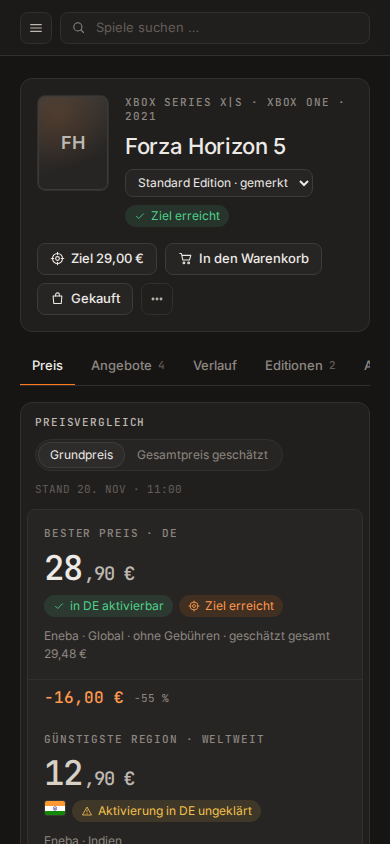 Spiele suchen ...
XBOX SERIES X|S · XBOX ONE ·
2021
FH
Forza Horizon 5
Standard Edition · gemerkt
Ziel erreicht
Ziel 29,00 €
In den Warenkorb
Gekauft
Preis
Angebote 4
Verlauf
Editionen 2
PREISVERGLEICH
Grundpreis
Gesamtpreis geschätzt
STAND 20. NOV · 11:00
BESTER PREIS · DE
28,90 €
in DE aktivierbar
Ziel erreicht
Eneba · Global · ohne Gebühren · geschätzt gesamt
29,48 €
-16,00 € -55 %
GÜNSTIGSTE REGION · WELTWEIT
12,90 €
Aktivierung in DE ungeklärt
Eneba · Indien